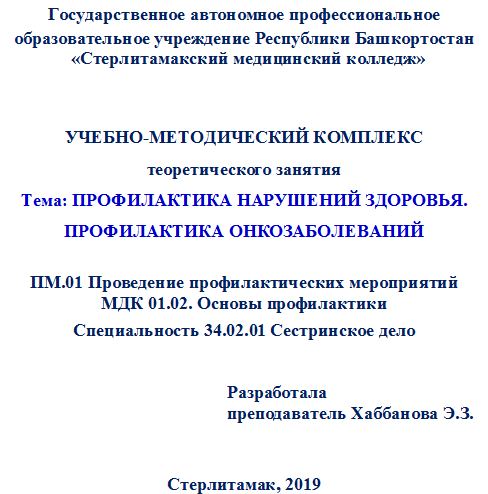 Государственное автономное профессиональное
образовательное учреждение Республики Башкортостан
«Стерлитамакский медицинский колледж»
УЧЕБНО-МЕТОДИЧЕСКИЙ КОМПЛЕКС
теоретического занятия
Тема: ПРОФИЛАКТИКА НАРУШЕНИЙ ЗДОРОВЬЯ.
ПРОФИЛАКТИКА ОНКОЗАБОЛЕВАНИЙ
ПМ.01 Проведение профилактических мероприятий
МДК 01.02. Основы профилактики
Специальность 34.02.01 Сестринское дело
Разработала
преподаватель Хаббанова Э.З.
Стерлитамак, 2019